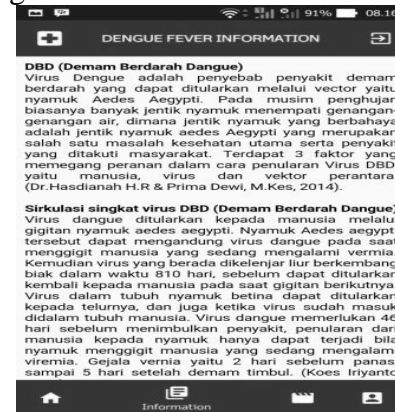 91% 08.16
DENGUE FEVER INFORMATION
DBD (Demam Berdarah Dangue)
Virus Dengue adalah penyebab penyakit demam
berdarah yang dapat ditularkan melalui vector yaitu
nyamuk Aedes Aegypti. Pada musim penghujan
biasanya banyak jentik nyamuk menempati genangan-
genangan air, dimana jentik nyamuk yang berbahaya
adalah jentik nyamuk aedes Aegypti yang merupakan
salah satu masalah kesehatan utama serta penyakit
yang ditakuti masyarakat. Terdapat 3 faktor yang
memegang peranan dalam cara penularan Virus DBD
yaitu manusia, virus dan vektor perantara.
(Dr.Hasdianah H.R & Prima Dewi, M.Kes, 2014).
Sirkulasi singkat virus DBD (Demam Berdarah Dangue)
Virus dangue ditularkan kepada manusia melalui
gigitan nyamuk aedes aegypti. Nyamuk Aedes aegypti
tersebut dapat mengandung virus dangue pada saat
menggigit manusia yang sedang mengalami vermia.
Kemudian virus yang berada dikelenjar liur berkembang
biak dalam waktu 810 hari, sebelum dapat ditularkan
kembali kepada manusia pada saat gigitan berikutnya.
Virus dalam tubuh nyamuk betina dapat ditularkan
kepada telurnya, dan juga ketika virus sudah masuk
didalam tubuh manusia. Virus dangue memerlukan 46
hari sebelum menimbulkan penyakit, penularan dari
manusia kepada nyamuk hanya dapat terjadi bila
nyamuk menggigit manusia yang sedang mengalami
viremia. Gejala vernia yaitu 2 hari sebelum panas
sampai 5 hari setelah demam timbul. (Koes Iriyanto
Information